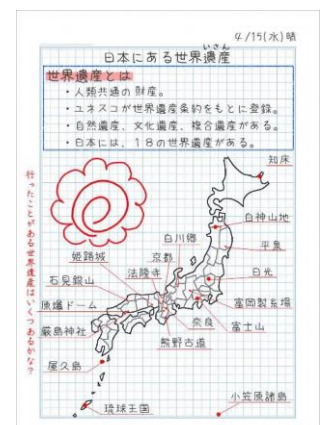 4/15(水)晴
いさん
日本にある世界遺産
世界遺産とは
・人類共通の財産。
・ユネスコが世界遺産条約をもとに登録。
・自然遺産、文化遺産、複合遺産がある。
・日本には、18の世界遺産がある。
行ったことがある世界遺産はいくつあるかな?
知床
白神山地
白川郷
平泉
京都
姫路城
法隆寺
日光
石見銀山
富岡製糸場
原爆ドーム
奈良
富士山
厳島神社
熊野古道
屋久島
琉球王国
小笠原諸島